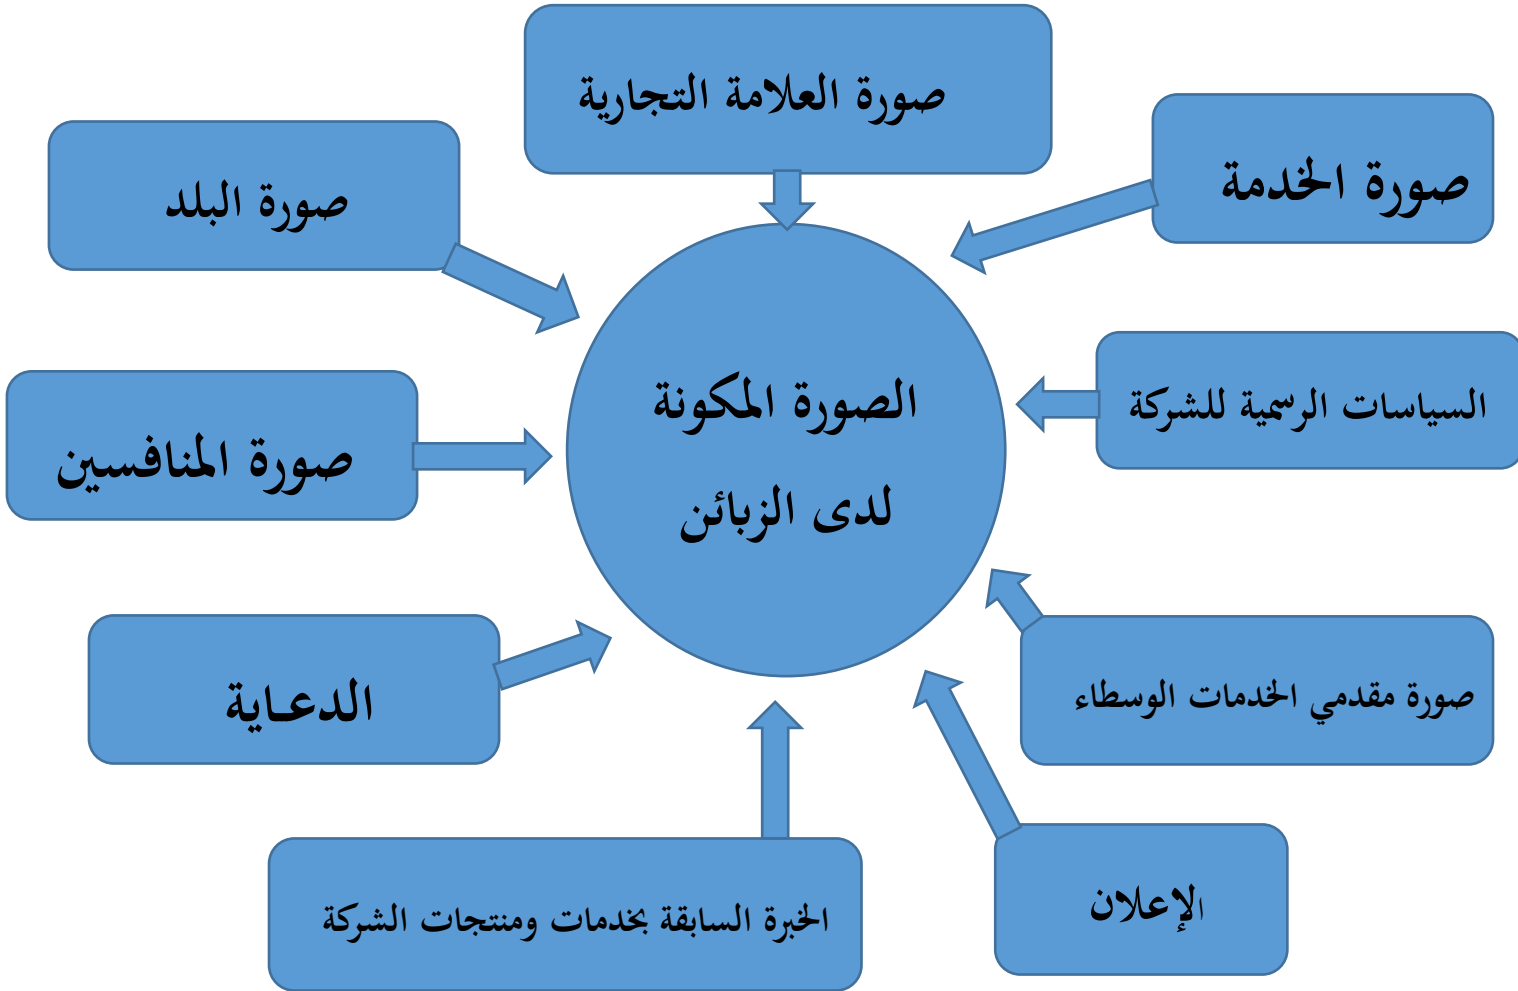 صورة العلامة التجارية
صورة الخدمة
صورة البلد
السياسات الرسمية للشركة
الصورة المكونة
لدى الزبائن
صورة المنافسين
صورة مقدمي الخدمات الوسطاء
الدعاية
الإعلان
الخبرة السابقة بخدمات ومنتجات الشركة